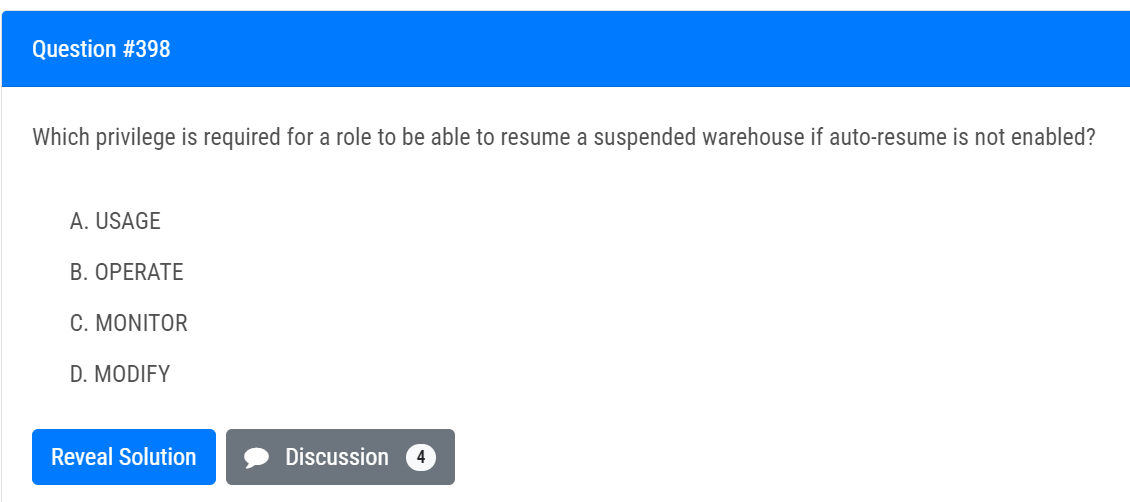 Question #398
Which privilege is required for a role to be able to resume a suspended warehouse if auto-resume is not enabled?
A. USAGE
B. OPERATE
C. MONITOR
D. MODIFY
Reveal Solution Discussion 4